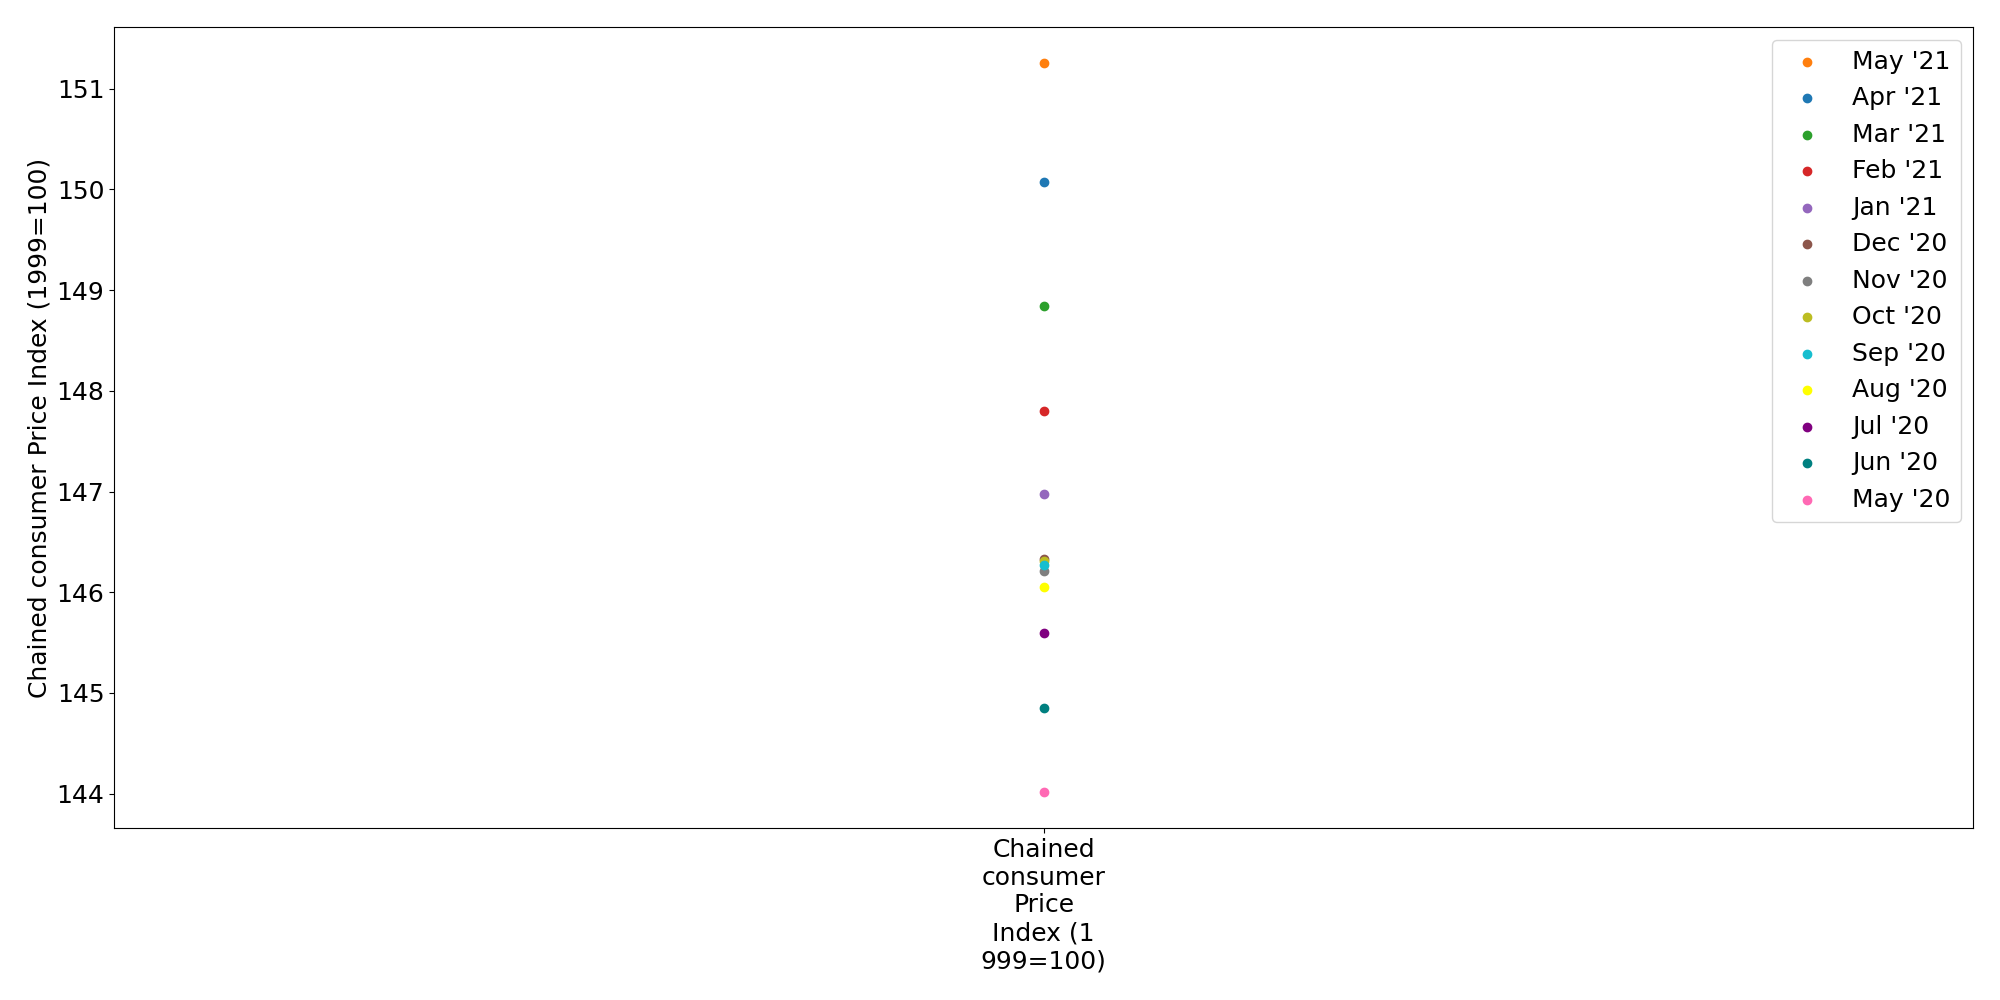 Chained consumer Price Index (1999=100)
151
150
149
148
147
146
145
144
Chained
consumer
Price
Index (1
999=100)
May '21
Apr '21
Mar '21
Feb '21
Jan '21
Dec '20
Nov '20
Oct '20
Sep '20
Aug '20
Jul '20
Jun '20
May '20